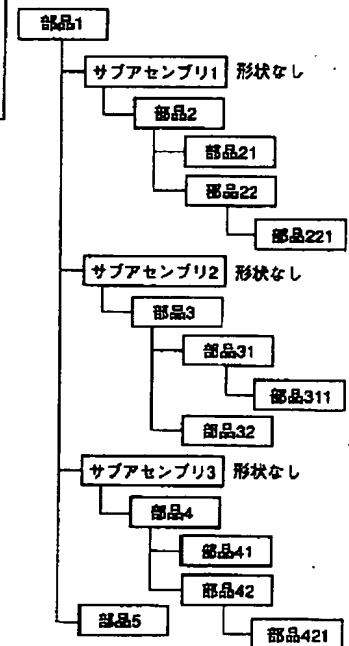 部品1
サブアセンブリ1 形状なし
部品2
部品21
部品22
部品221
サブアセンブリ2 形状なし
部品3
部品31
部品311
部品32
サブアセンブリ3 形状なし
部品4
部品41
部品42
部品421
部品5